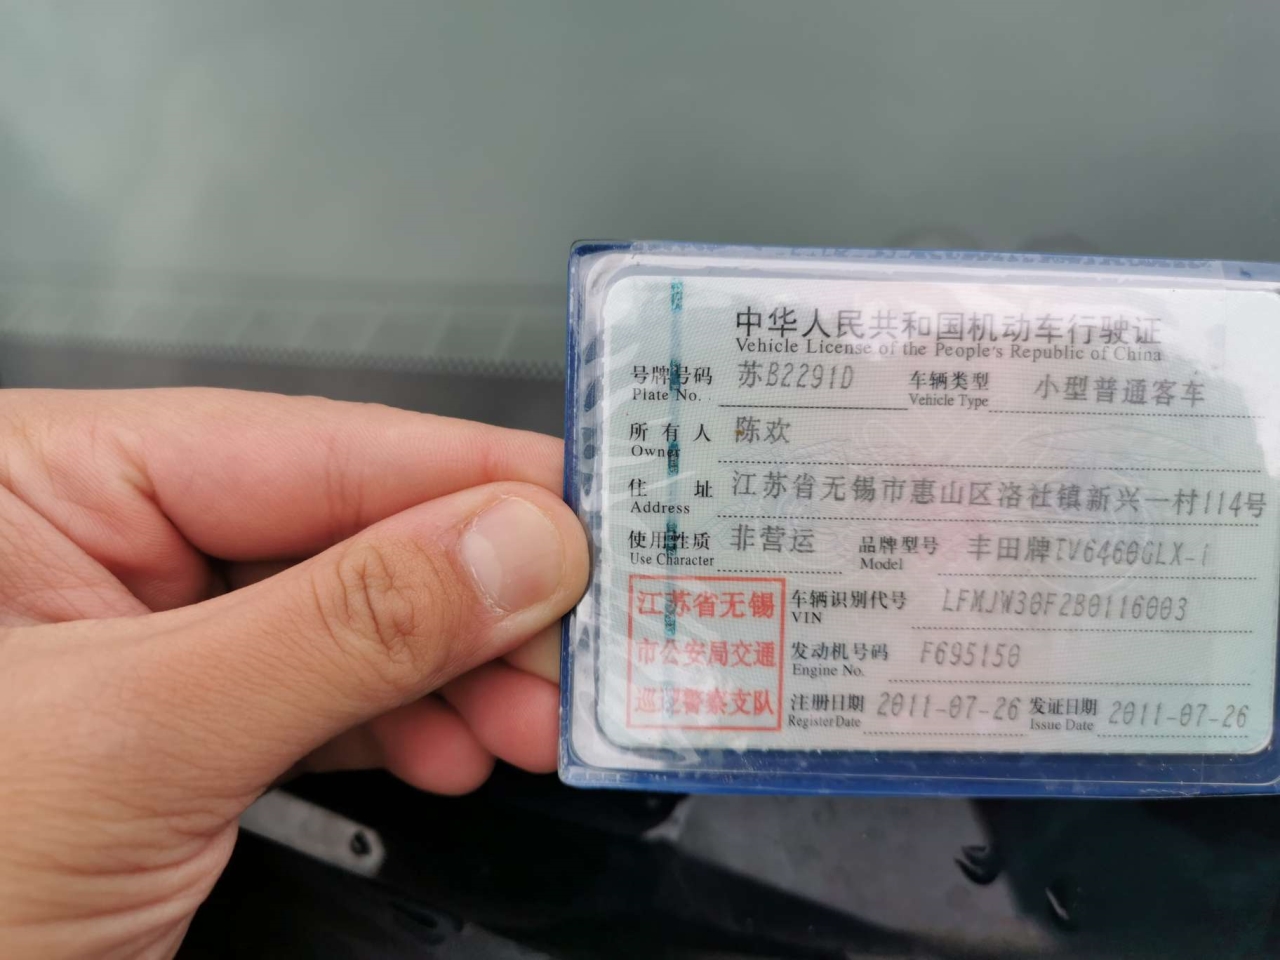 中华人民共和国机动车行驶证
Vehicle License of the People's Republic of China
号牌号码 苏B2291D 车辆类型 小型普通客车
Plate No. Vehicle Type
所有人 陈欢
Owner
住址 江苏省无锡市惠山区洛社镇新兴一村114号
Address
使用性质 非营运 品牌型号 丰田牌TV6460GLX-I
Use Character Model
江苏省无锡
市公安局交通
巡逻警察支队
车辆识别代号 LFMJW30F2B0116003
VIN
发动机号码 F695150
Engine No.
注册日期 2011-07-26 发证日期 2011-07-26
Register Date Issue Date